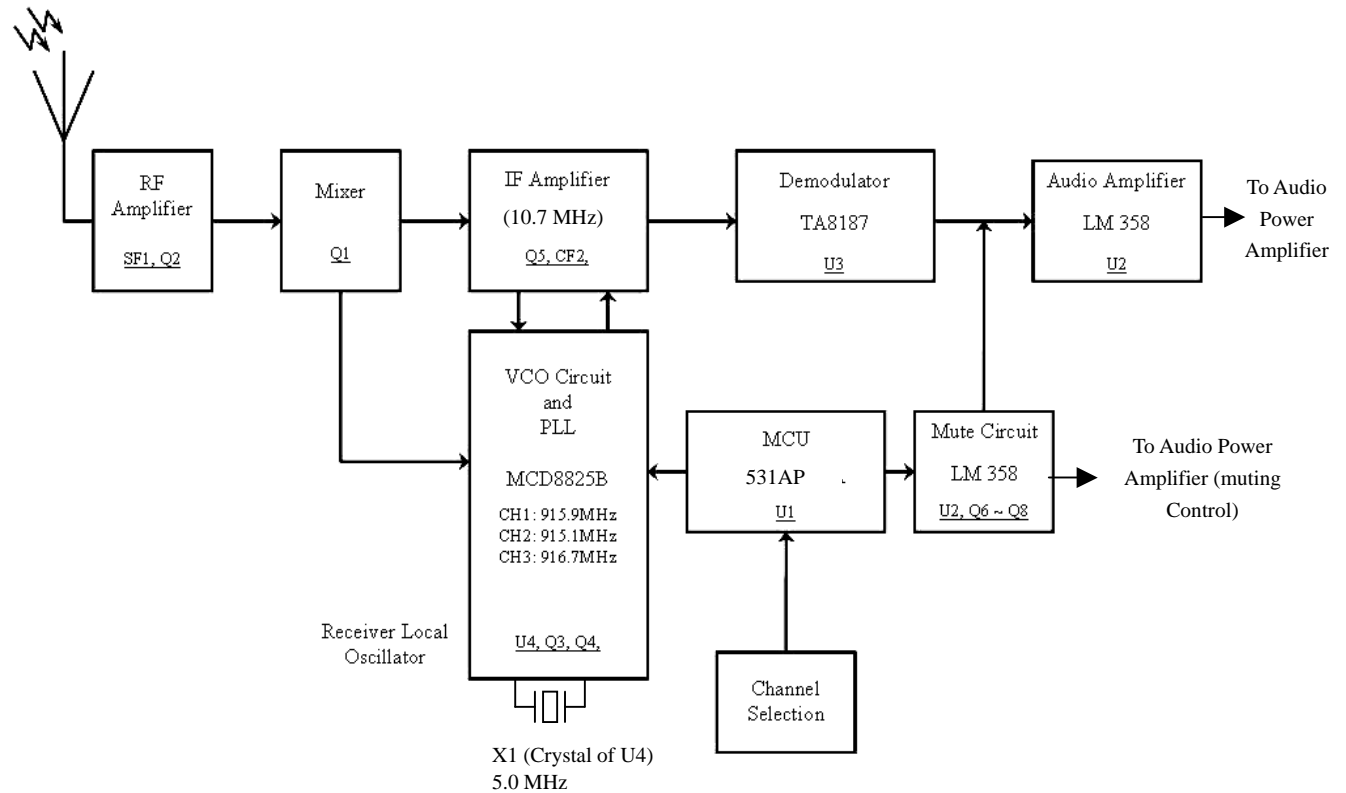 RF
Amplifier
SF1, Q2
Mixer
Q1
IF Amplifier
(10.7 MHz)
Q5, CF2,
Demodulator
TA8187
U3
Audio Amplifier
LM 358
U2
To Audio
Power
Amplifier
VCO Circuit
and
PLL
MCD8825B
CH1: 915.9MHz
CH2: 915.1MHz
CH3: 916.7MHz
U4, Q3, Q4,
Receiver Local
Oscillator
MCU
531AP
U1
Mute Circuit
LM 358
U2, Q6 ~ Q8
To Audio Power
Amplifier (muting
Control)
Channel
Selection
X1 (Crystal of U4)
5.0 MHz